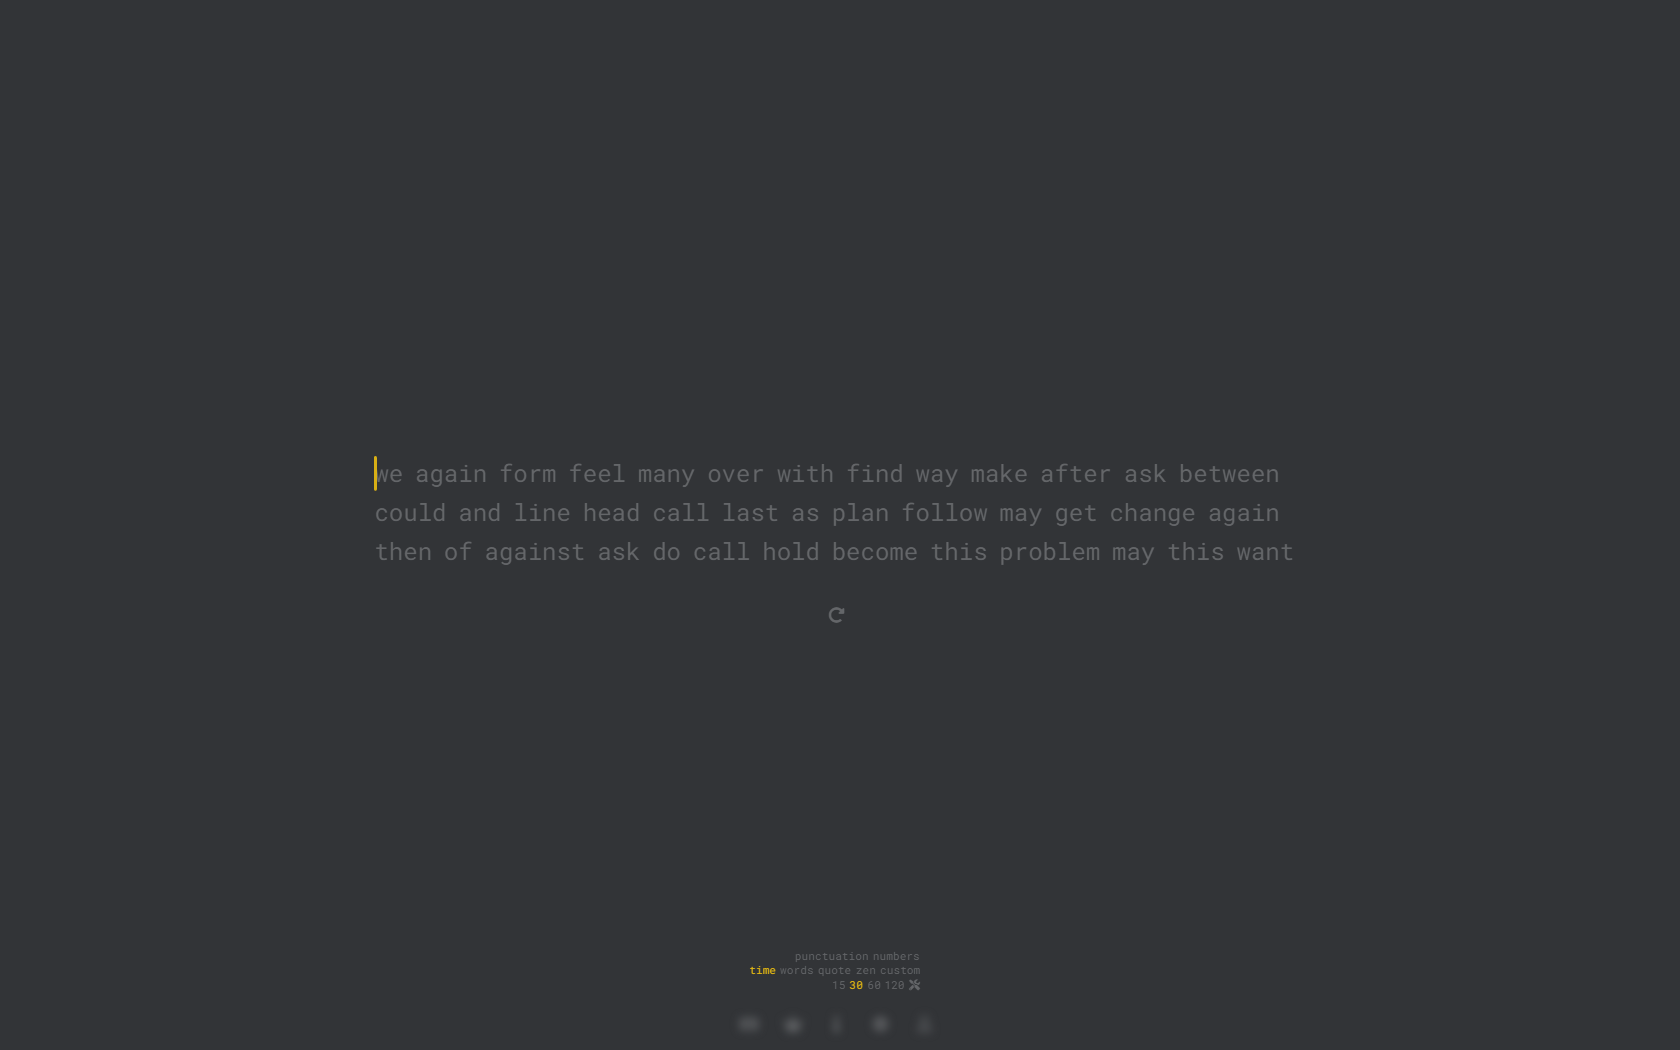 we again form feel many over with find way make after ask between
could and line head call last as plan follow may get change again
then of against ask do call hold become this problem may this want
punctuation numbers
time words quote zen custom
15 30 60 120